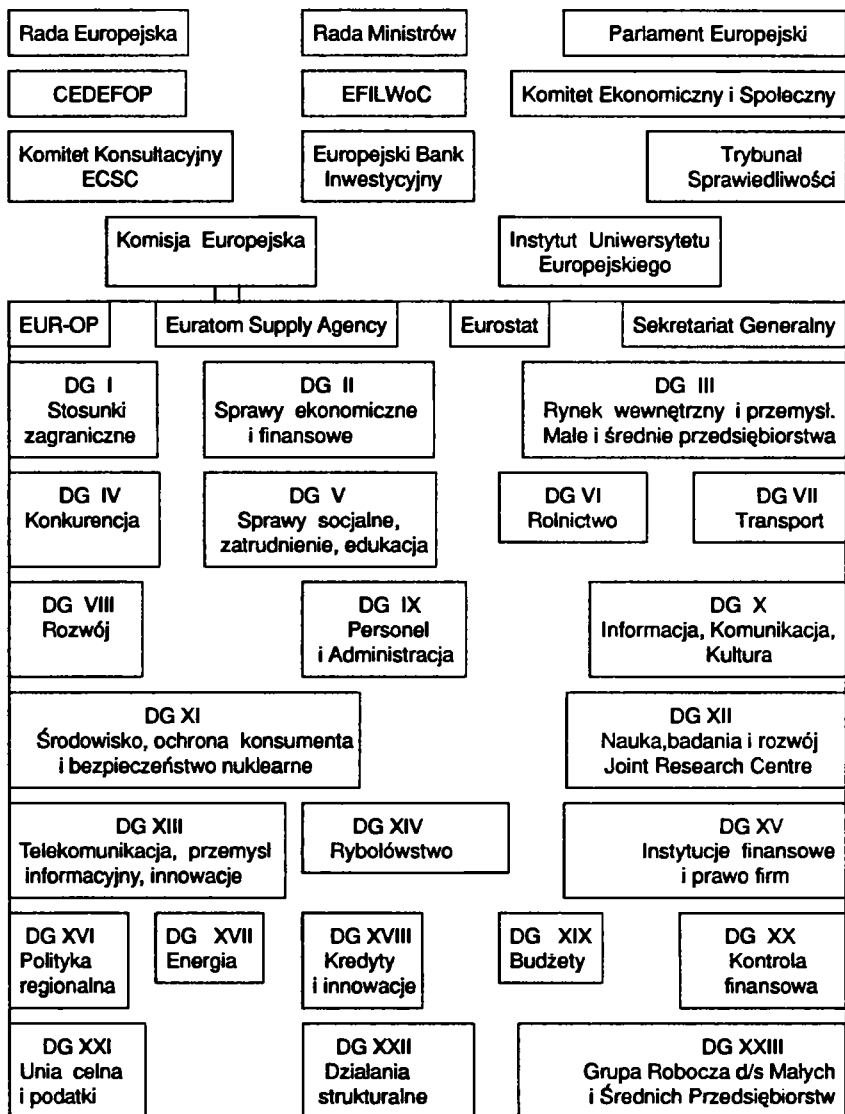 Rada Europejska
Rada Ministrów
Parlament Europejski
CEDEFOP
EFILWoC
Komitet Ekonomiczny i Społeczny
Komitet Konsultacyjny
ECSC
Europejski Bank
Inwestycyjny
Trybunał
Sprawiedliwości
Komisja Europejska
Instytut Uniwersytetu
Europejskiego
EUR-OP
Euratom Supply Agency
Eurostat
Sekretariat Generalny
DG I
Stosunki
zagraniczne
DG II
Sprawy ekonomiczne
i finansowe
DG III
Rynek wewnętrzny i przemysł.
Małe i średnie przedsiębiorstwa
DG IV
Konkurencja
DG V
Sprawy socjalne,
zatrudnienie, edukacja
DG VI
Rolnictwo
DG VII
Transport
DG VIII
Rozwój
DG IX
Personel
i Administracja
DG X
Informacja, Komunikacja,
Kultura
DG XI
Środowisko, ochrona konsumenta
i bezpieczeństwo nuklearne
DG XII
Nauka,badania i rozwój
Joint Research Centre
DG XIII
Telekomunikacja, przemysł
informacyjny, innowacje
DG XIV
Rybołówstwo
DG XV
Instytucje finansowe
i prawo firm
DG XVI
Polityka
regionalna
DG XVII
Energia
DG XVIII
Kredyty
i innowacje
DG XIX
Budżety
DG XX
Kontrola
finansowa
DG XXI
Unia celna
i podatki
DG XXII
Działania
strukturalne
DG XXIII
Grupa Robocza d/s Małych
i Średnich Przedsiębiorstw